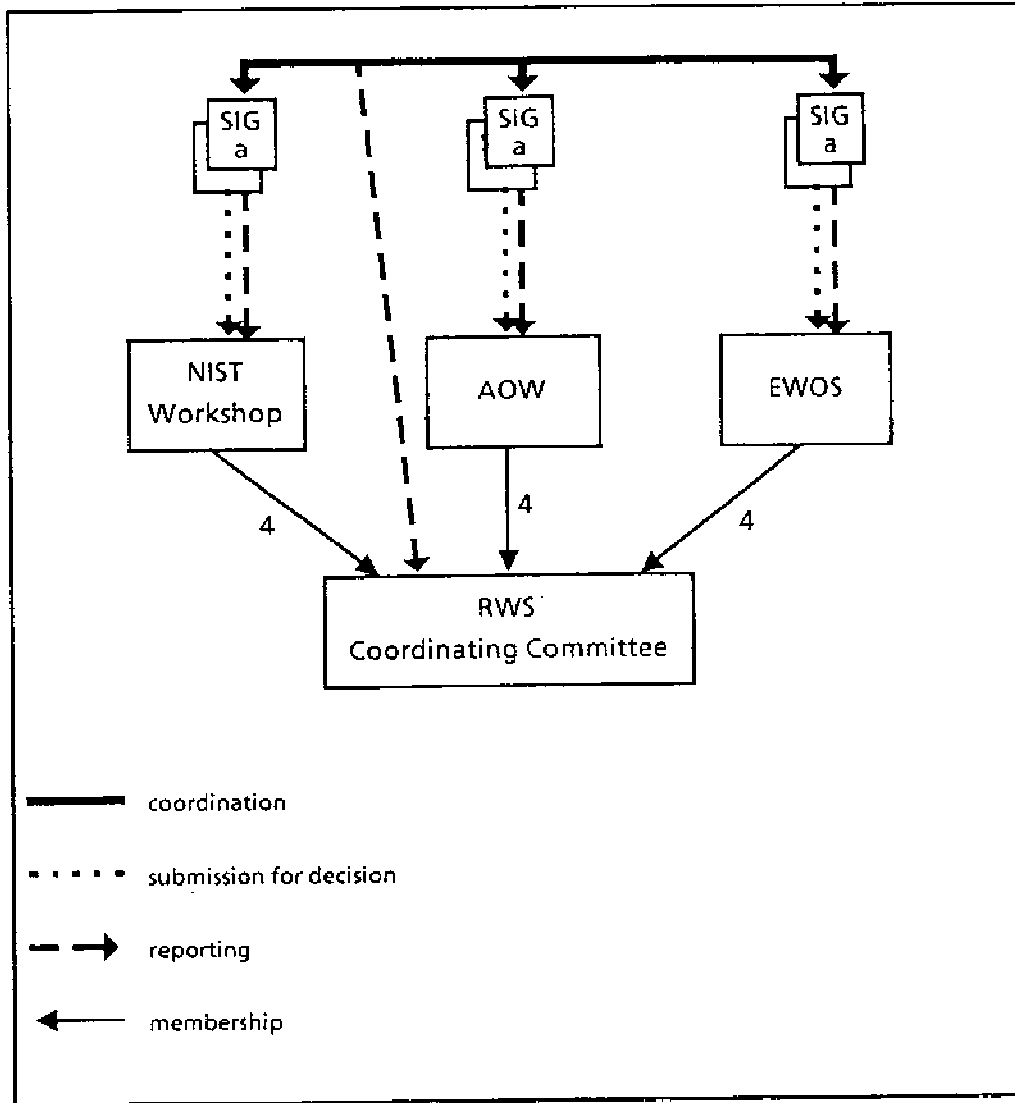 SIG
a
SIG
a
SIG
a
NIST
Workshop
AOW
EWOS
4
4
4
RWS
Coordinating Committee
coordination
submission for decision
reporting
membership